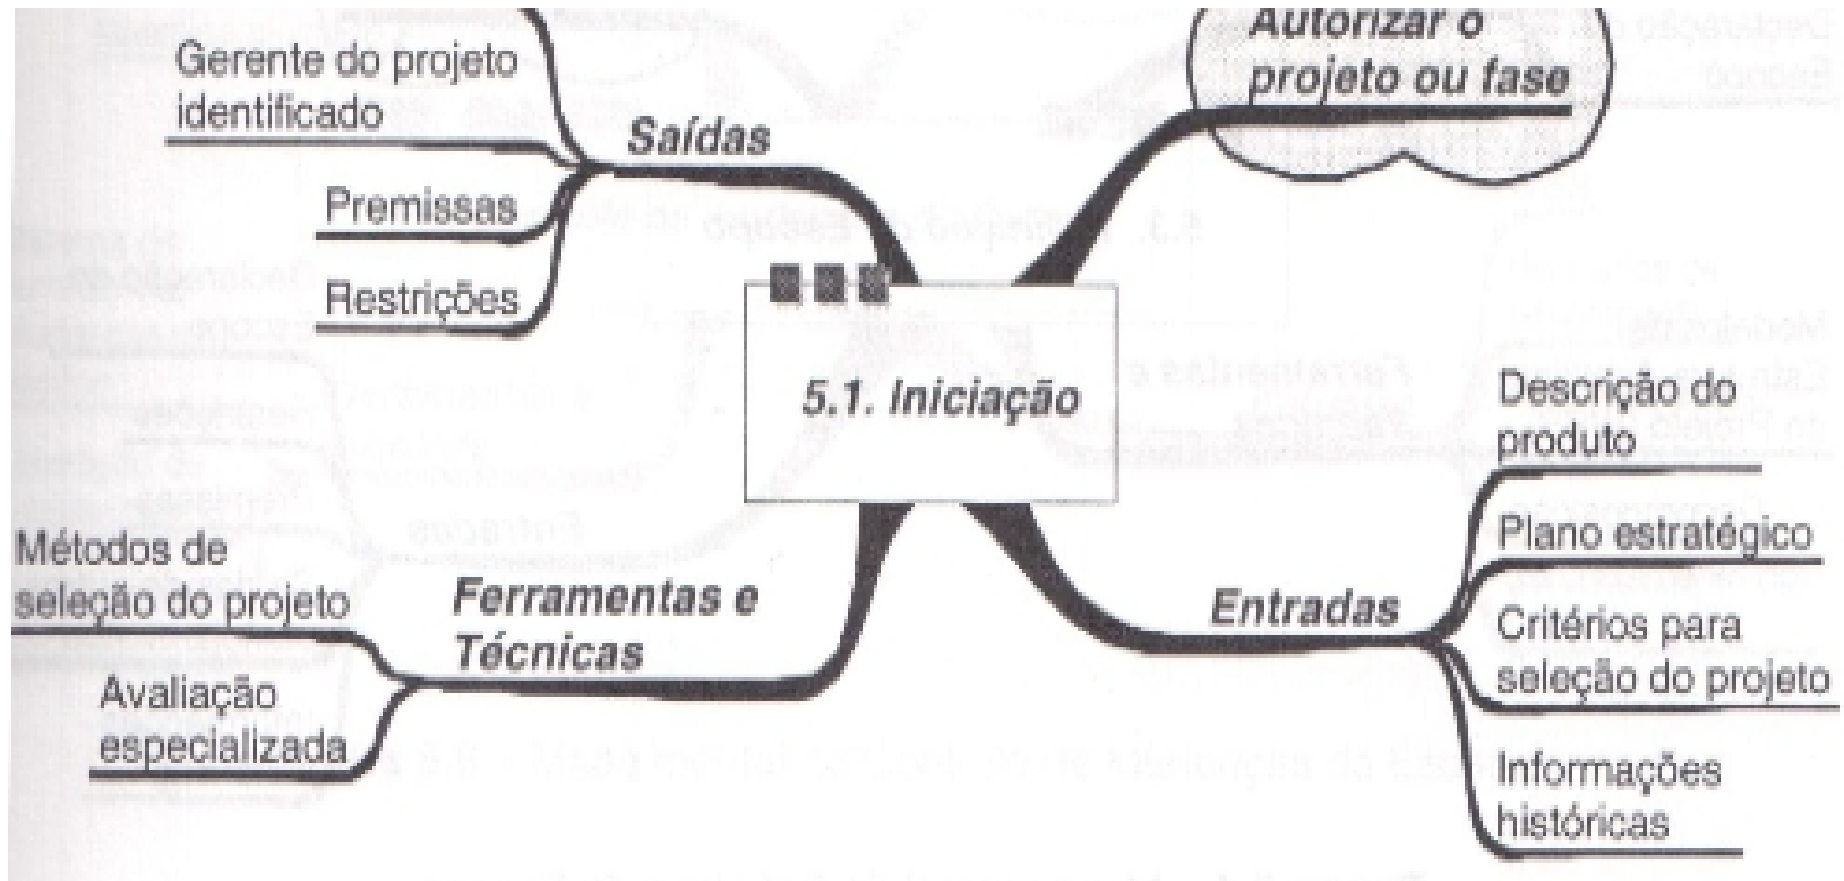 Autorizar o
projeto ou fase
Gerente do projeto
identificado
Saídas
Premissas
Restrições
5.1. Iniciação
Descrição do
produto
Plano estratégico
Entradas
Critérios para
seleção do projeto
Informações
históricas
Métodos de
seleção do projeto
Ferramentas e
Técnicas
Avaliação
especializada